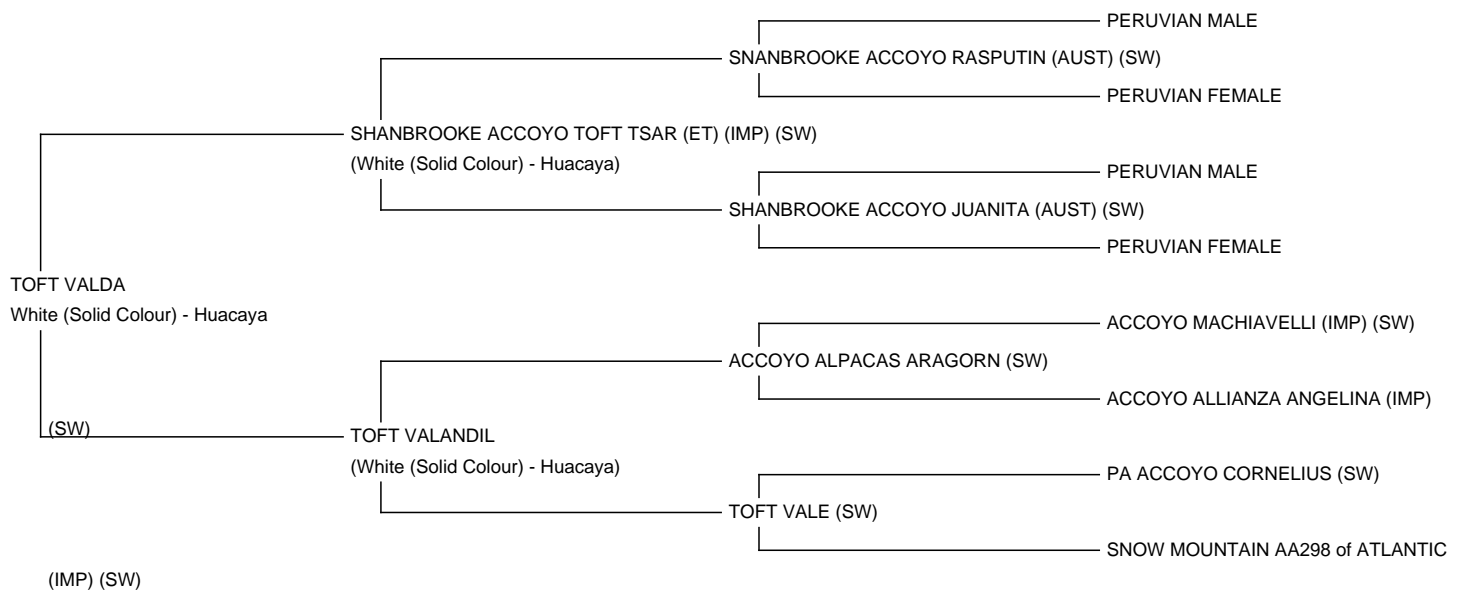 PERUVIAN MALE
SNANBROOKE ACCOYO RASPUTIN (AUST) (SW)
PERUVIAN FEMALE
SHANBROOKE ACCOYO TOFT TSAR (ET) (IMP) (SW)
(White (Solid Colour) - Huacaya)
PERUVIAN MALE
SHANBROOKE ACCOYO JUANITA (AUST) (SW)
PERUVIAN FEMALE
TOFT VALDA
White (Solid Colour) - Huacaya
ACCOYO MACHIAVELLI (IMP) (SW)
ACCOYO ALPACAS ARAGORN (SW)
ACCOYO ALLIANZA ANGELINA (IMP)
(SW)
TOFT VALANDIL
(White (Solid Colour) - Huacaya)
PA ACCOYO CORNELIUS (SW)
TOFT VALE (SW)
SNOW MOUNTAIN AA298 of ATLANTIC
(IMP) (SW)